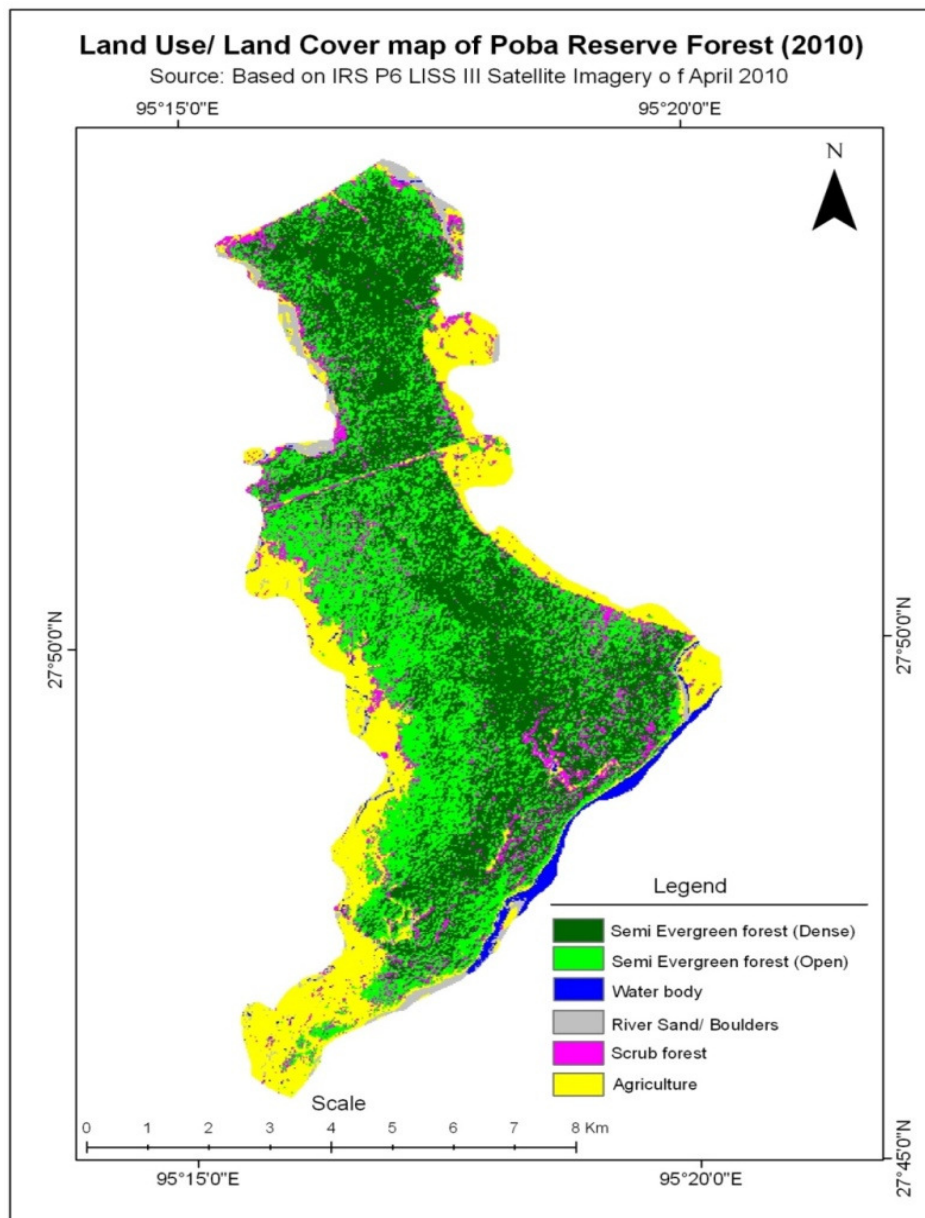 Land Use/ Land Cover map of Poba Reserve Forest (2010)
Source: Based on IRS P6 LISS III Satellite Imagery o f April 2010
95°15'0"E
95°20'0"E
N
27°50'0"N
27°50'0"N
Legend
Semi Evergreen forest (Dense)
Semi Evergreen forest (Open)
Water body
River Sand/ Boulders
Scrub forest
Agriculture
Scale
0 1 2 3 4 5 6 7 8 Km
27°45'0"N
95°15'0"E
95°20'0"E